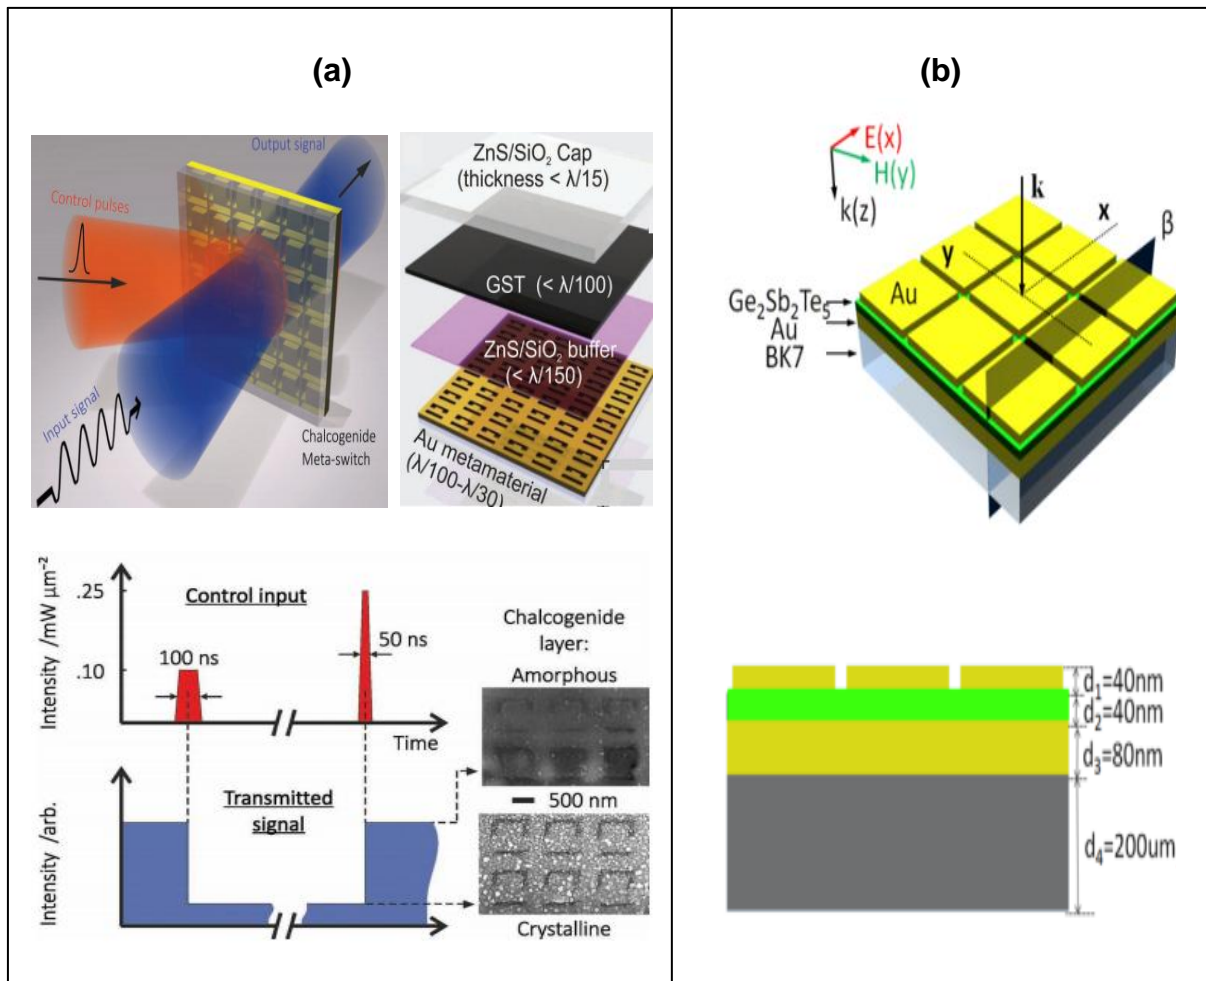 (a)
Output signal
Control pulses
Input signal
Chalcogenide
Meta-switch
ZnS/SiO₂ Cap
(thickness < λ/15)
GST (< λ/100)
ZnS/SiO₂ buffer
(< λ/150)
Au metamaterial
(λ/100-λ/30)
Intensity /mW μm⁻²
.25
.10
Control input
100 ns
50 ns
Time
Chalcogenide
layer:
Amorphous
500 nm
Crystalline
Intensity /arb.
Transmitted
signal
(b)
E(x)
H(y)
k(z)
k
x
y
β
Au
Ge₂Sb₂Te₅
Au
BK7
d₁=40nm
d₂=40nm
d₃=80nm
d₄=200um